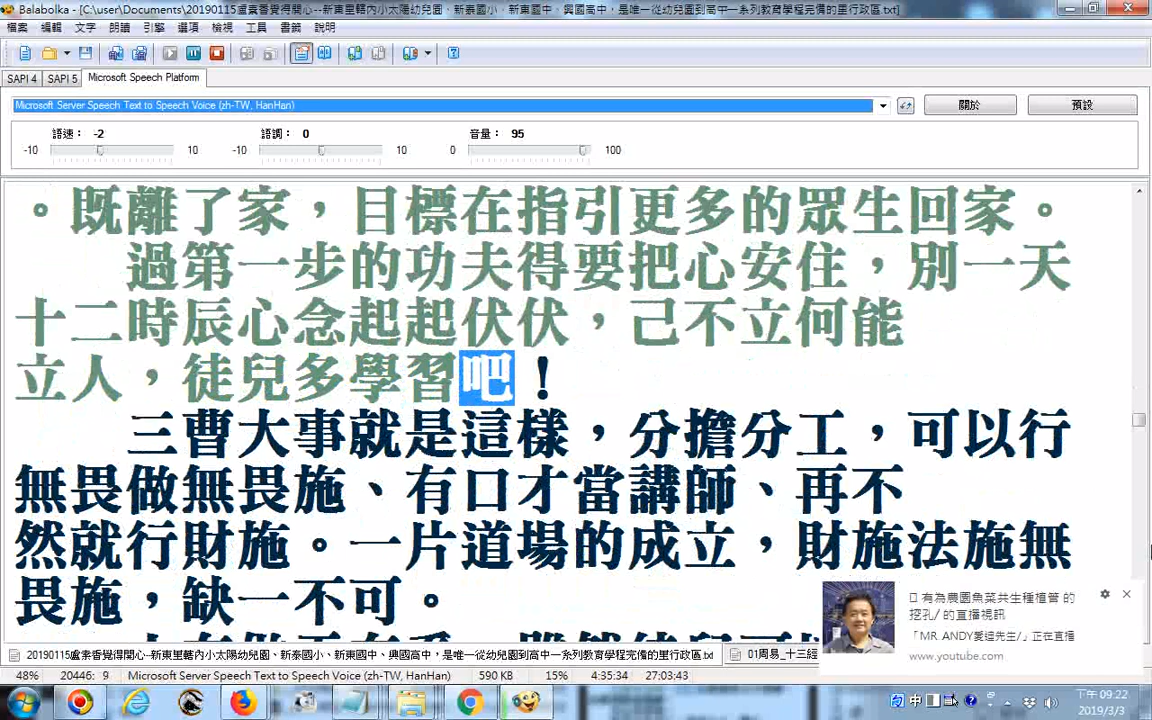 Balabolka - [C:\user\Documents\20190115盧素香覺得開心--新東里轄內小太陽幼兒園、新泰國小、新東國中、興國高中，是唯一從幼兒園到高中一系列教育學程完備的里行政區.txt]
檔案 編輯 文字 朗讀 引擎 選項 檢視 工具 書籤 說明
SAPI 4 SAPI 5 Microsoft Speech Platform
Microsoft Server Speech Text to Speech Voice (zh-TW, HanHan) 關於 預設
語速： -2 語調： 0 音量： 95
-10 10 -10 10 0 100
。既離了家，目標在指引更多的眾生回家。
過第一步的功夫得要把心安住，別一天
十二時辰心念起起伏伏，己不立何能
立人，徒兒多學習吧！
三曹大事就是這樣，分擔分工，可以行
無畏做無畏施、有口才當講師、再不
然就行財施。一片道場的成立，財施法施無
畏施，缺一不可。
有為農園魚菜共生種植管 的
挖孔/ 的直播視訊
「MR ANDY愛迪先生/」正在直播
www.youtube.com
20190115盧素香覺得開心--新東里轄內小太陽幼兒園、新泰國小、新東國中、興國高中，是唯一從幼兒園到高中一系列教育學程完備的里行政區.txt 01周易_十三經
48% 20446: 9 Microsoft Server Speech Text to Speech Voice (zh-TW, HanHan) 590 KB 15% 4:35:34 27:03:43
中 下午 09:22
2019/3/3